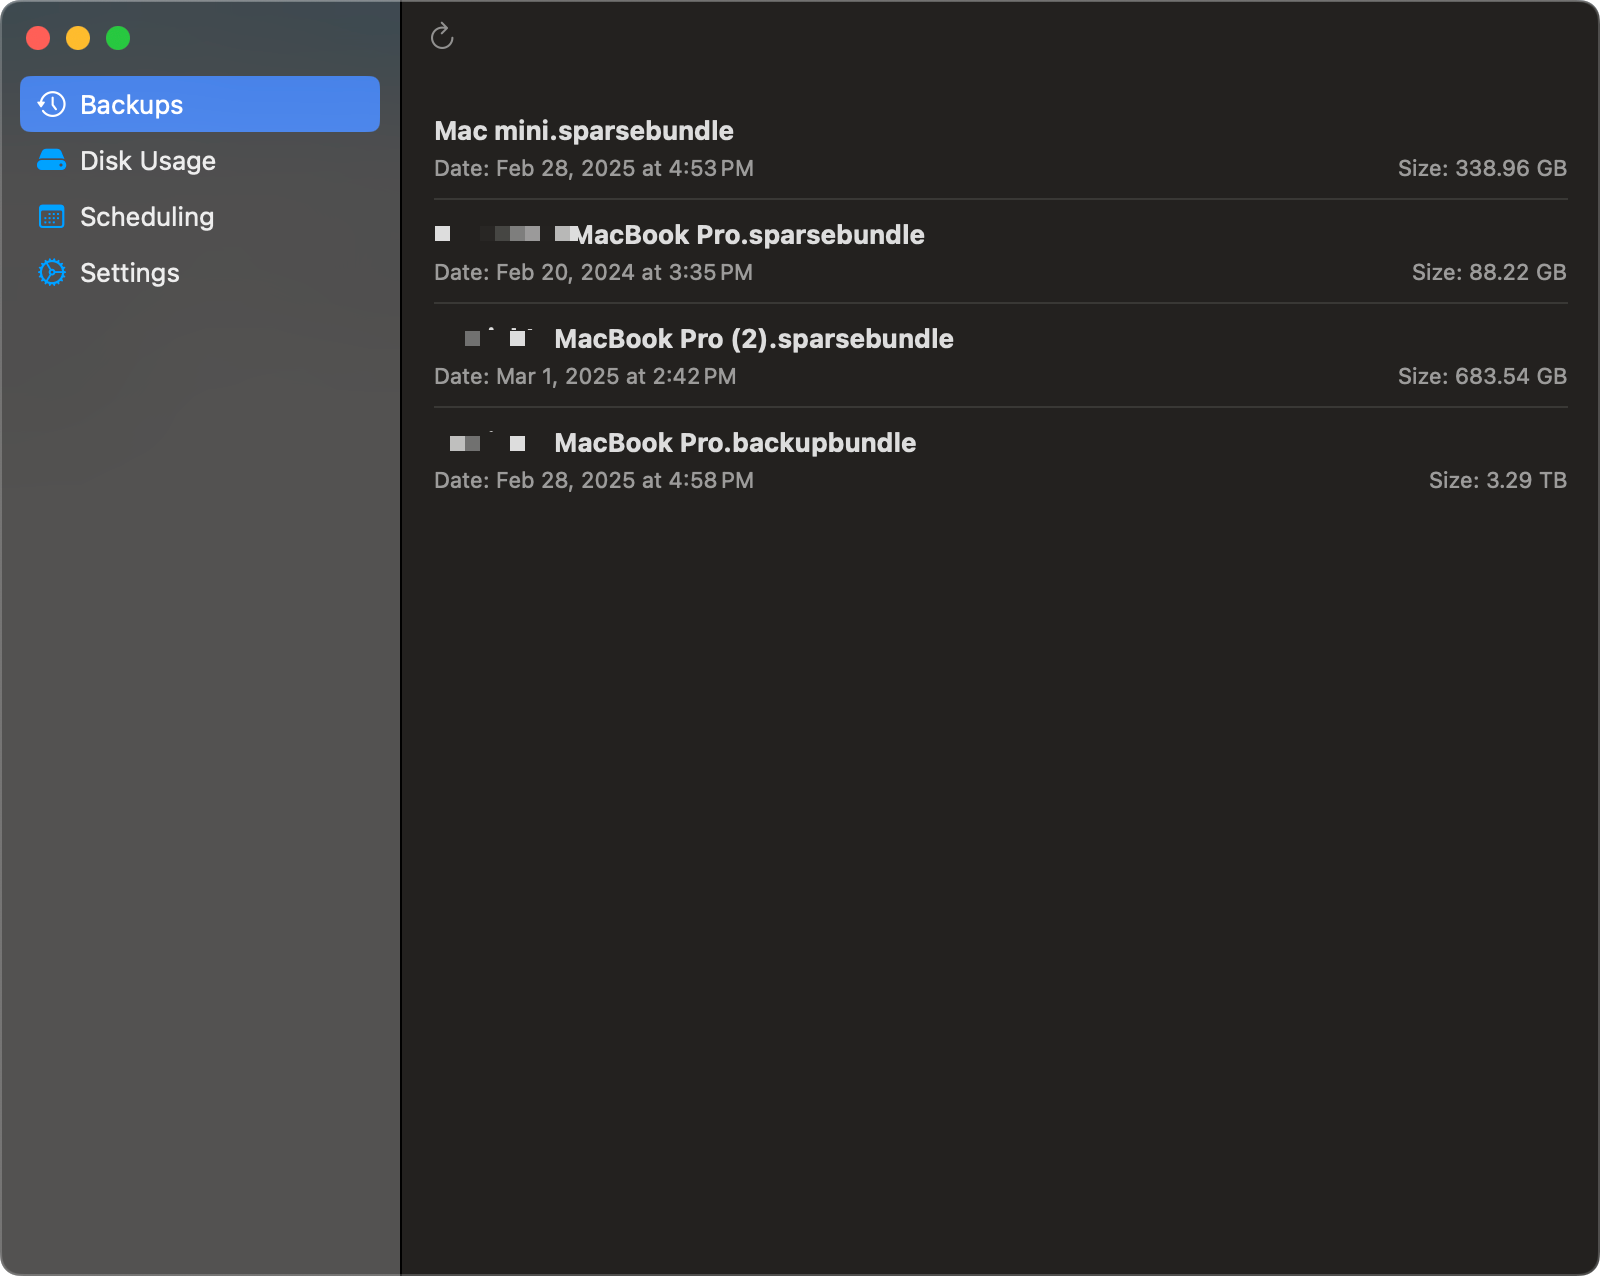 Backups
Disk Usage
Scheduling
Settings
Mac mini.sparsebundle
Date: Feb 28, 2025 at 4:53 PM
Size: 338.96 GB
MacBook Pro.sparsebundle
Date: Feb 20, 2024 at 3:35 PM
Size: 88.22 GB
MacBook Pro (2).sparsebundle
Date: Mar 1, 2025 at 2:42 PM
Size: 683.54 GB
MacBook Pro.backupbundle
Date: Feb 28, 2025 at 4:58 PM
Size: 3.29 TB